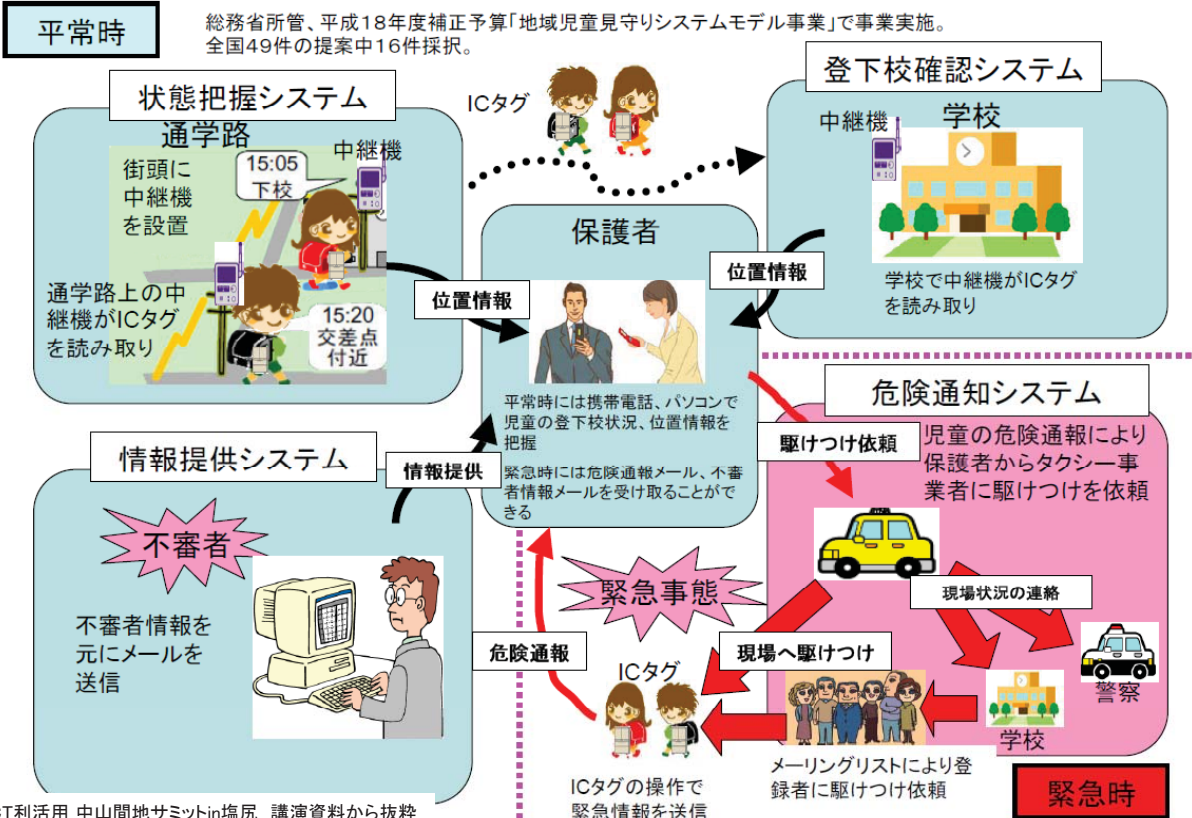 平常時
総務省所管、平成18年度補正予算「地域児童見守りシステムモデル事業」で事業実施。
全国49件の提案中16件採択。
状態把握システム
通学路
中継機
街頭に
中継機
を設置
15:05
下校
通学路上の中
継機がICタグ
を読み取り
15:20
交差点
付近
ICタグ
登下校確認システム
学校
中継機
学校で中継機がICタグ
を読み取り
位置情報
位置情報
保護者
平常時には携帯電話、パソコンで
児童の登下校状況、位置情報を
把握
緊急時には危険通報メール、不審
者情報メールを受け取ることがで
きる
情報提供システム
情報提供
不審者
不審者情報を
元にメールを
送信
危険通知システム
児童の危険通報により
保護者からタクシー事
業者に駆けつけを依頼
駆けつけ依頼
緊急事態
現場状況の連絡
危険通報
現場へ駆けつけ
ICタグ
警察
学校
ICタグの操作で
緊急情報を送信
メーリングリストにより登
録者に駆けつけ依頼
緊急時
利活用 中山間地サミットin塩尻 講演資料から抜粋